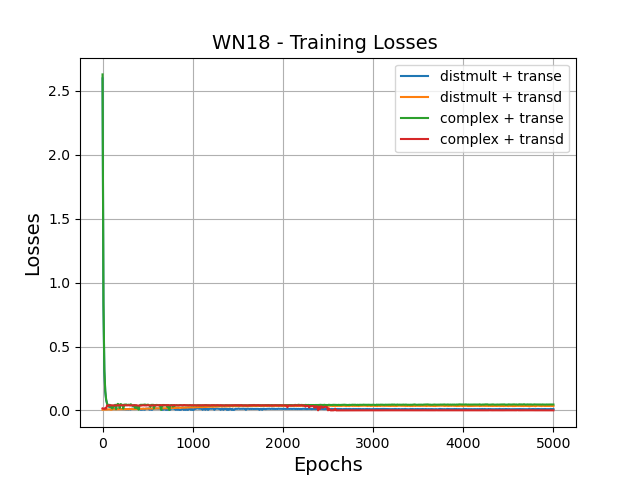 WN18 - Training Losses
distmult + transe
distmult + transd
complex + transe
complex + transd
Losses
2.5
2.0
1.5
1.0
0.5
0.0
0 1000 2000 3000 4000 5000
Epochs